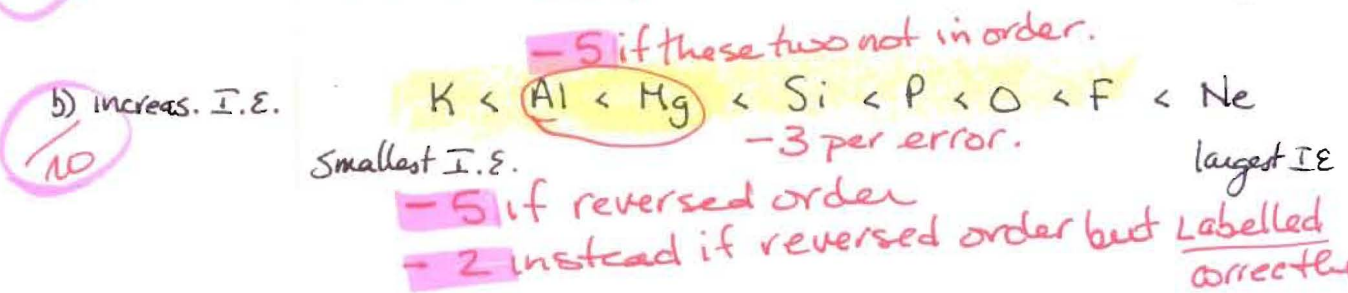 - 5 if these two not in order.
b) increas. I.E. K < Al < Mg < Si < P < O < F < Ne
10
-3 per error.
Smallest I.E. largest IE
- 5 if reversed order
- 2 instead if reversed order but Labelled
correctly